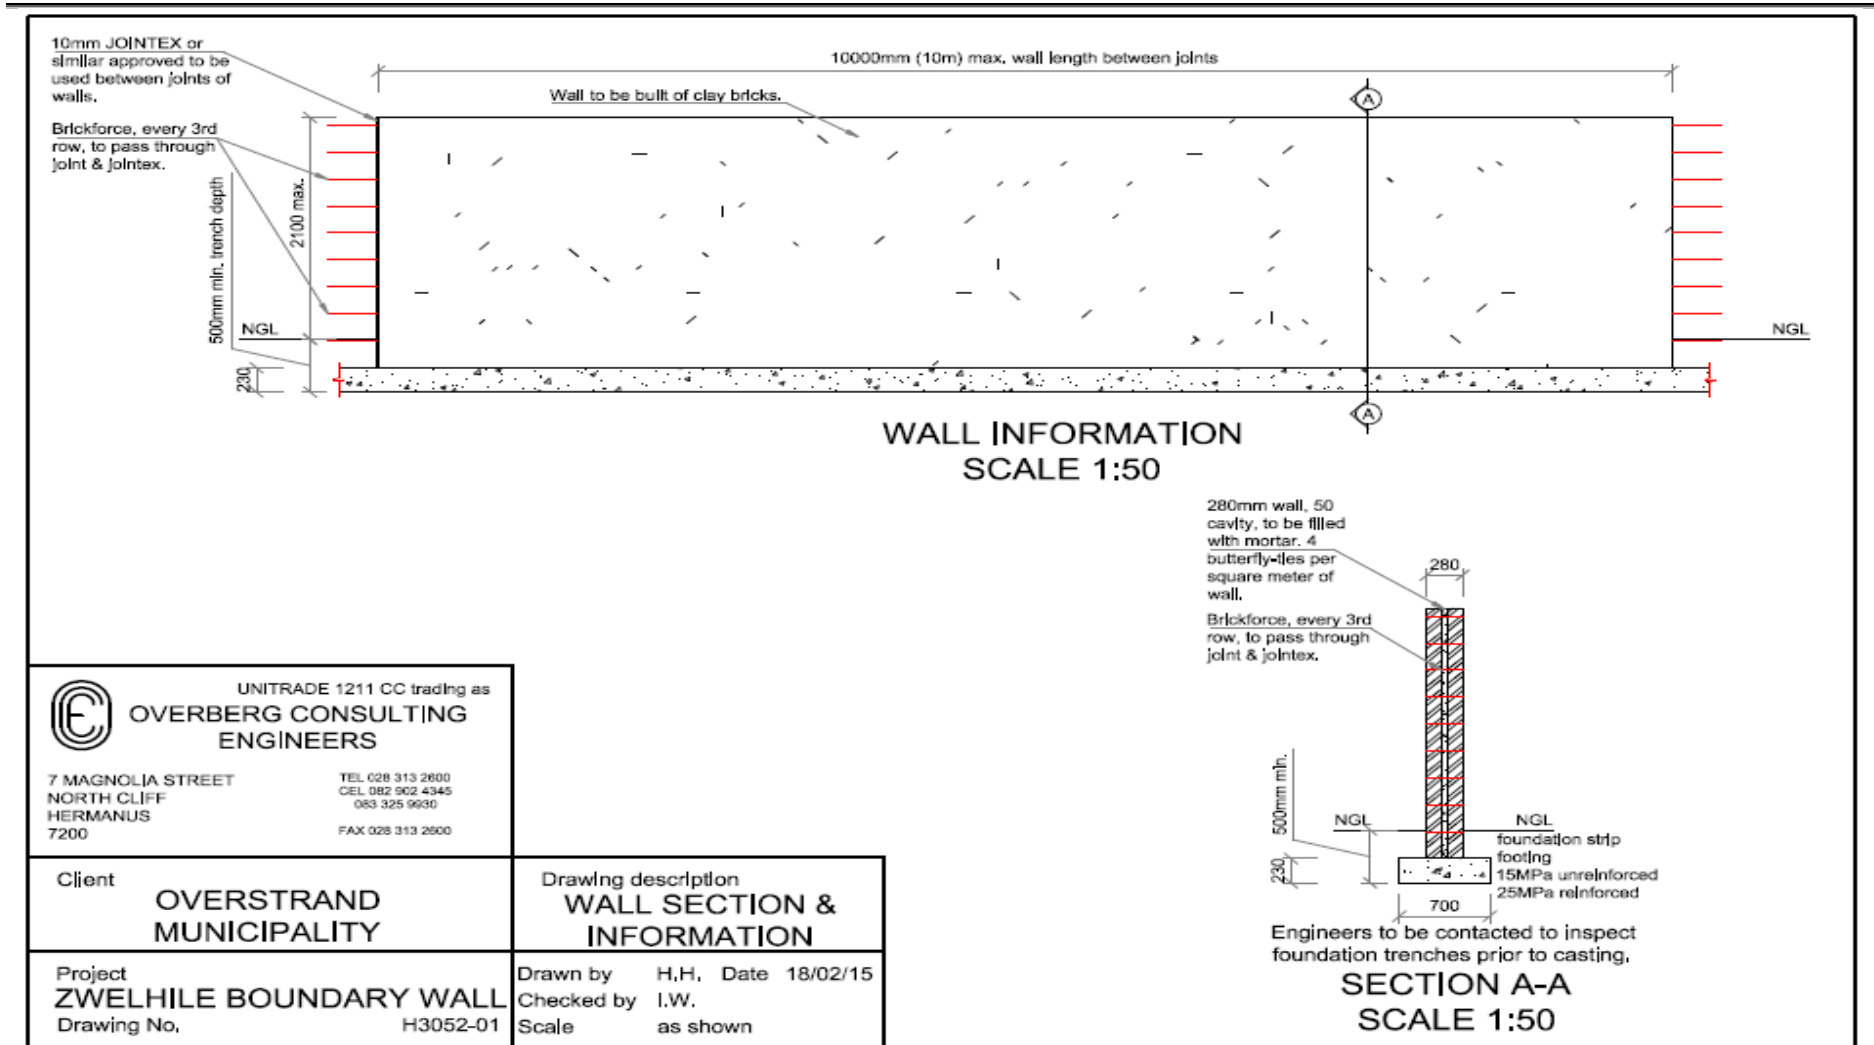 10mm JOINTEX or
similar approved to be
used between joints of
walls.
Brickforce, every 3rd
row, to pass through
joint & jointex.
10000mm (10m) max. wall length between joints
Wall to be built of clay bricks.
A
500mm min. trench depth
2100 max.
NGL
NGL
230
A
WALL INFORMATION
SCALE 1:50
280mm wall, 50
cavity, to be filled
with mortar. 4
butterfly-ties per
square meter of
wall.
Brickforce, every 3rd
row, to pass through
joint & jointex.
280
500mm min.
NGL
NGL
230
foundation strip
footing
15MPa unreinforced
25MPa reinforced
700
Engineers to be contacted to inspect
foundation trenches prior to casting.
SECTION A-A
SCALE 1:50
UNITRADE 1211 CC trading as
OVERBERG CONSULTING
ENGINEERS
7 MAGNOLIA STREET
NORTH CLIFF
HERMANUS
7200
TEL 028 313 2600
CEL 082 902 4345
083 325 9930
FAX 028 313 2600
Client
OVERSTRAND
MUNICIPALITY
Drawing description
WALL SECTION &
INFORMATION
Project
ZWELHILE BOUNDARY WALL
Drawing No. H3052-01
Drawn by H.H. Date 18/02/15
Checked by I.W.
Scale as shown